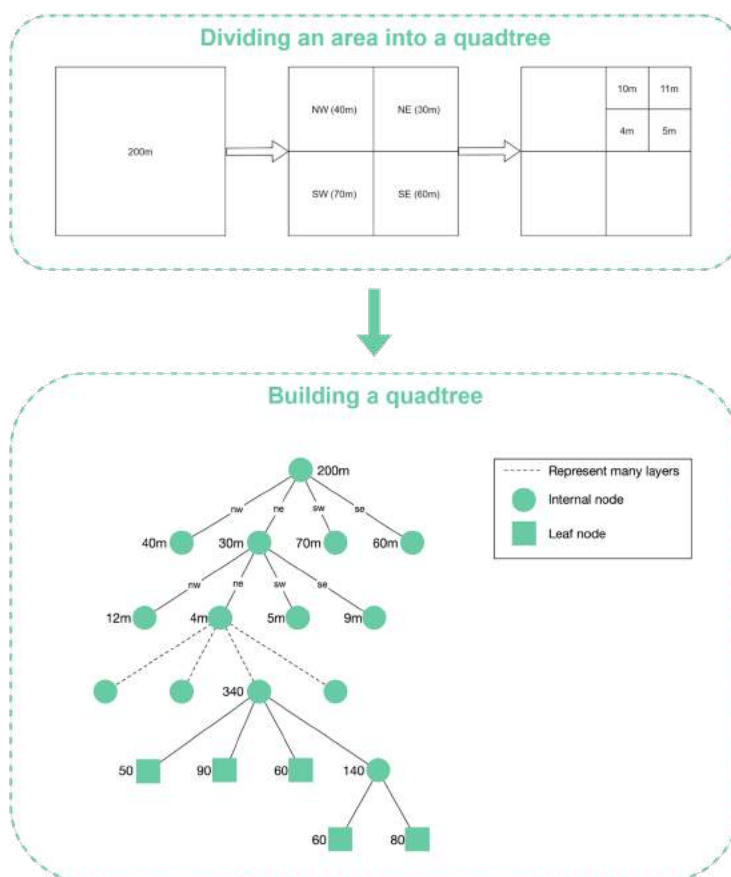 Dividing an area into a quadtree
200m
NW (40m) NE (30m)
SW (70m) SE (60m)
10m 11m
4m 5m
Building a quadtree
200m
nw ne sw se
40m 30m 70m 60m
nw ne sw se
12m 4m 5m 9m
340
50 90 60 140
60 80
Represent many layers
Internal node
Leaf node